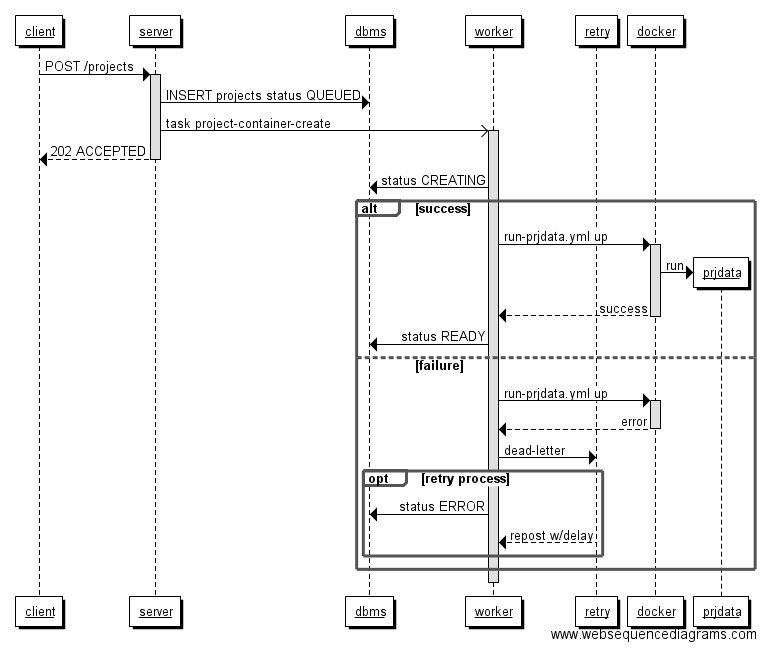 client server dbms worker retry docker
POST /projects
INSERT projects status QUEUED
task project-container-create
202 ACCEPTED
status CREATING
alt [success]
run-prjdata.yml up
run
prjdata
success
status READY
[failure]
run-prjdata.yml up
error
dead-letter
opt [retry process]
status ERROR
repost w/delay
client server dbms worker retry docker prjdata
www.websequencediagrams.com